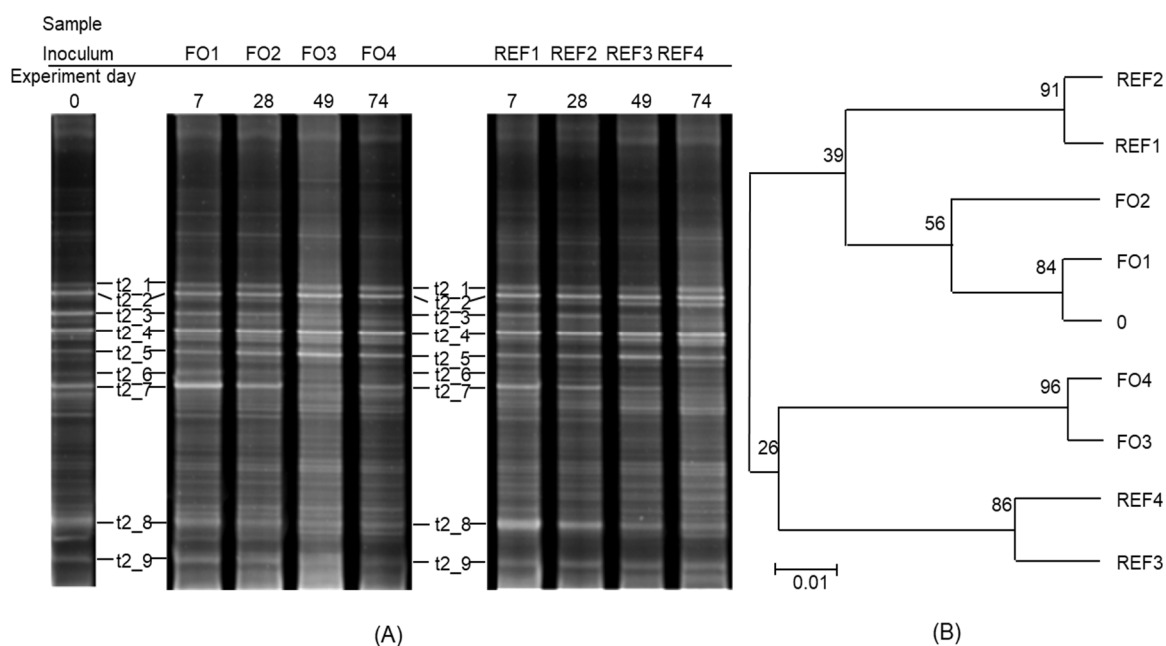 Sample
Inoculum FO1 FO2 FO3 FO4 REF1 REF2 REF3 REF4
Experiment day
0 7 28 49 74 7 28 49 74
t2_1 t2_1
t2_2 t2_2
t2_3 t2_3
t2_4 t2_4
t2_5 t2_5
t2_6 t2_6
t2_7 t2_7
t2_8 t2_8
t2_9 t2_9
(A)
91 REF2
REF1
39
FO2
56
FO1
84
0
FO4
96
FO3
26
REF4
86
REF3
0.01
(B)